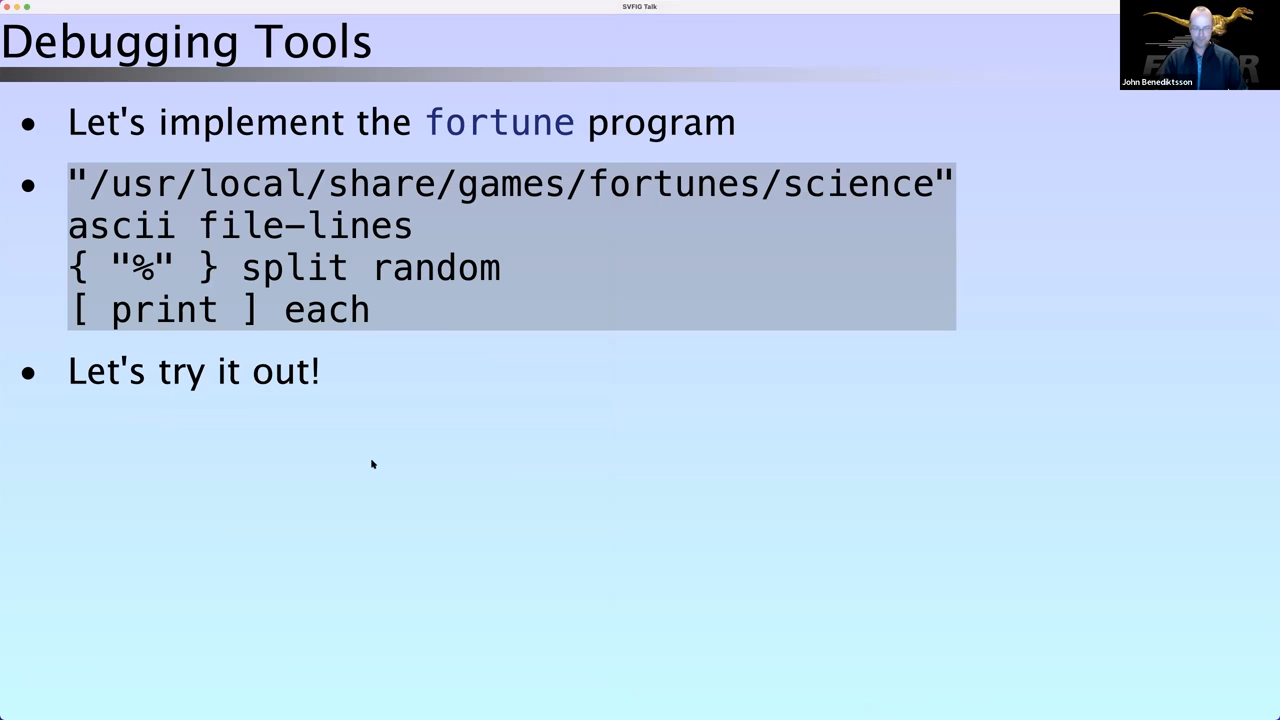 SVFIG Talk
Debugging Tools
John Benediktsson
• Let's implement the fortune program
• "/usr/local/share/games/fortunes/science"
ascii file-lines
{ "%" } split random
[ print ] each
• Let's try it out!